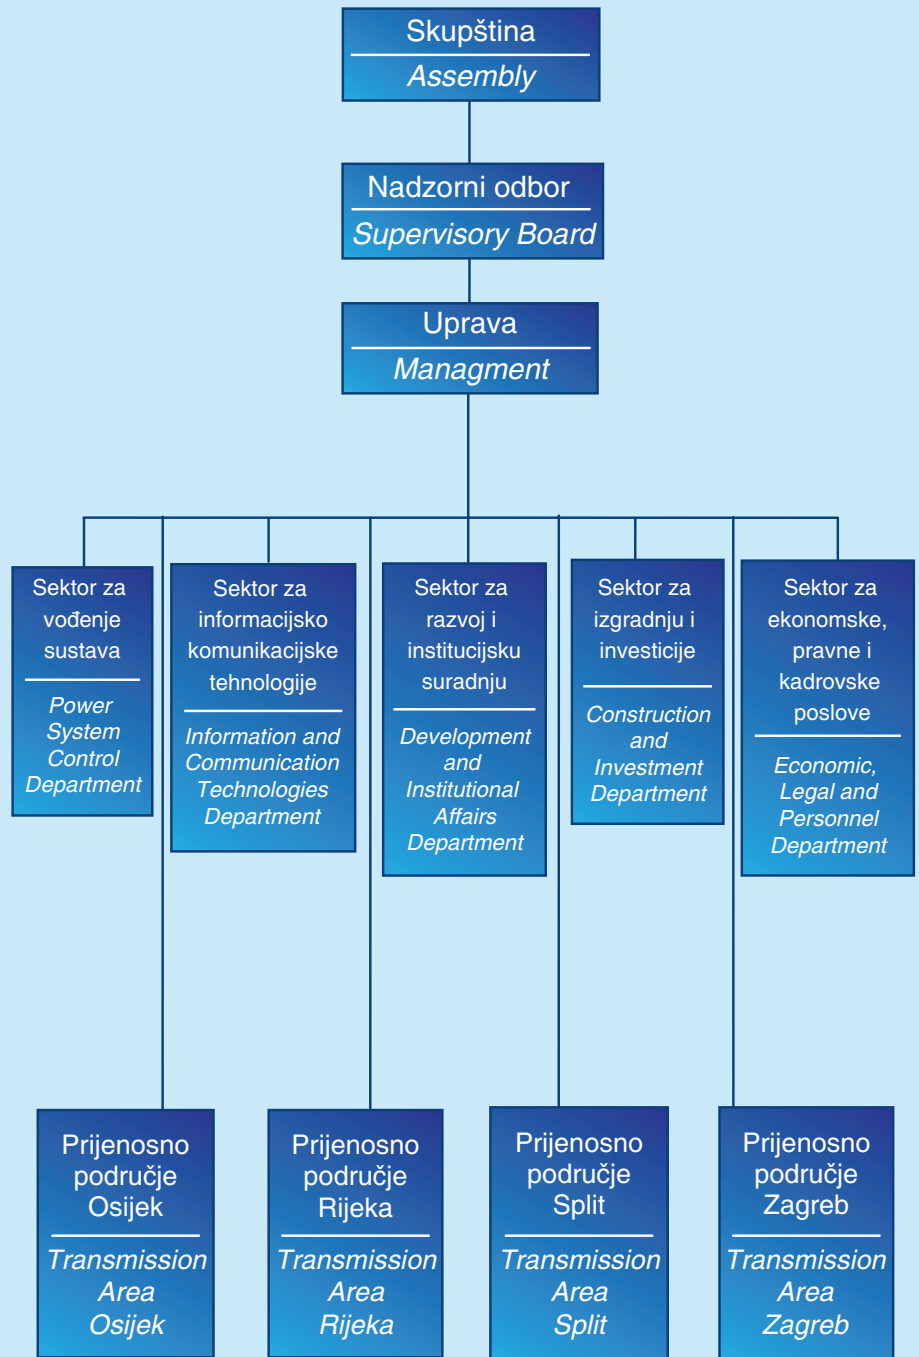 Skupština
Assembly
Nadzorni odbor
Supervisory Board
Uprava
Managment
Sektor za
vođenje
sustava
Power
System
Control
Department
Sektor za
informacijsko
komunikacijske
tehnologije
Information and
Communication
Technologies
Department
Sektor za
razvoj i
institucijsku
suradnju
Development
and
Institutional
Affairs
Department
Sektor za
izgradnju i
investicije
Construction
and
Investment
Department
Sektor za
ekonomske,
pravne i
kadrovske
poslove
Economic,
Legal and
Personnel
Department
Prijenosno
područje
Osijek
Transmission
Area
Osijek
Prijenosno
područje
Rijeka
Transmission
Area
Rijeka
Prijenosno
područje
Split
Transmission
Area
Split
Prijenosno
područje
Zagreb
Transmission
Area
Zagreb